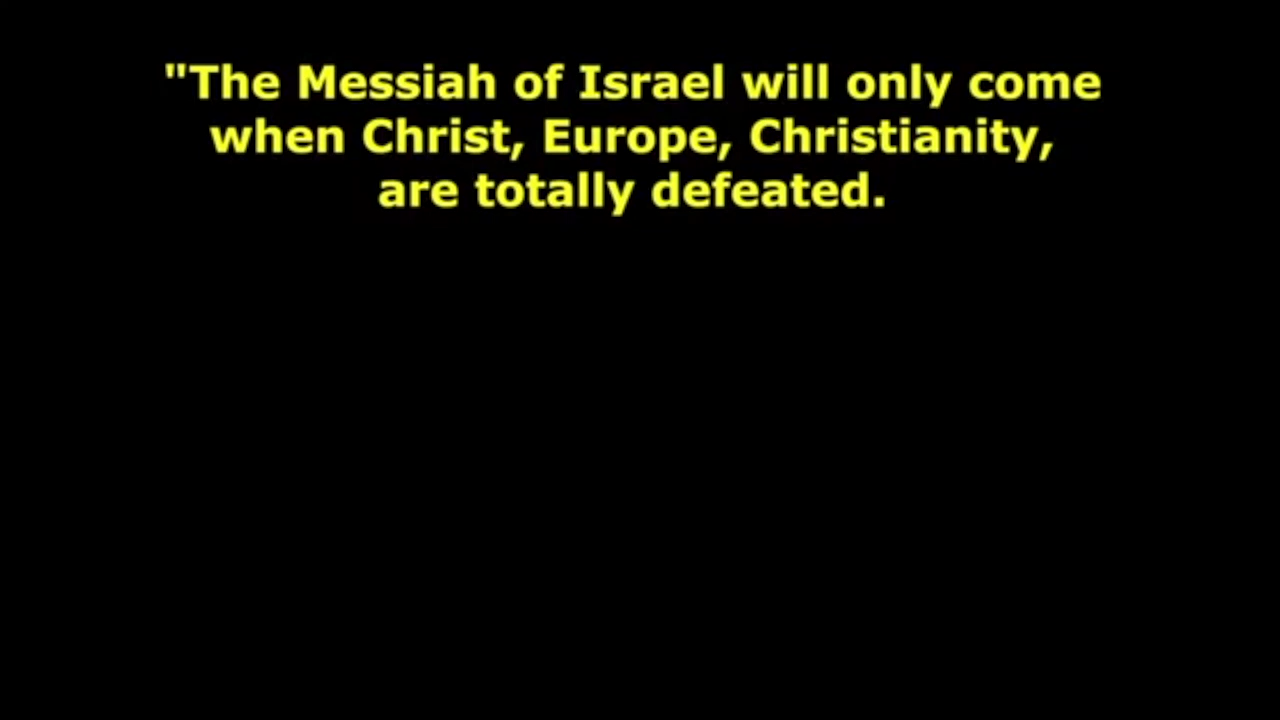 "The Messiah of Israel will only come
when Christ, Europe, Christianity,
are totally defeated.